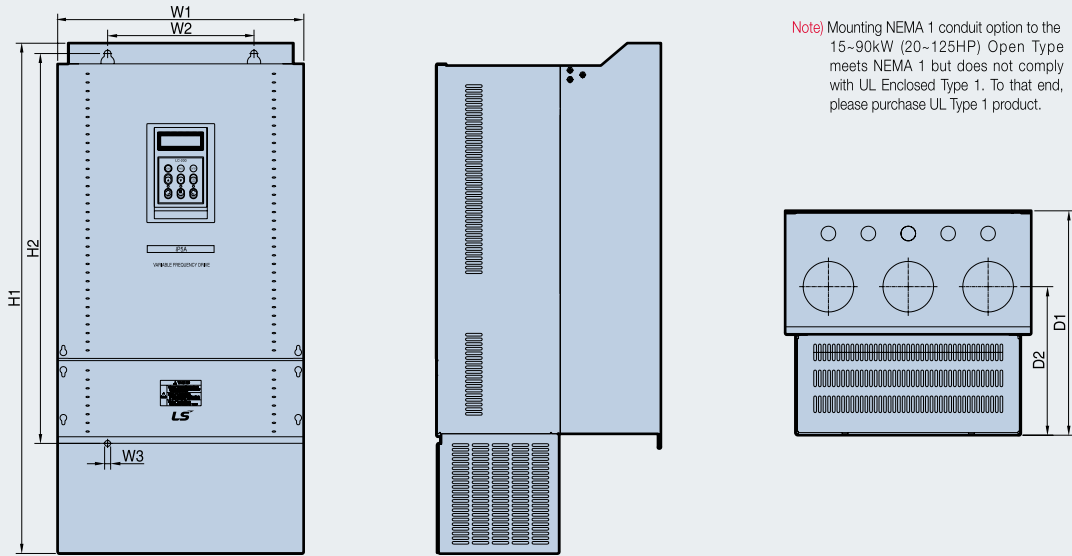 W1
W2
Note) Mounting NEMA 1 conduit option to the
15~90kW (20~125HP) Open Type
meets NEMA 1 but does not comply
with UL Enclosed Type 1. To that end,
please purchase UL Type 1 product.
H1
H2
iP5A
VARIABLE FREQUENCY DRIVE
LS
W3
D1
D2